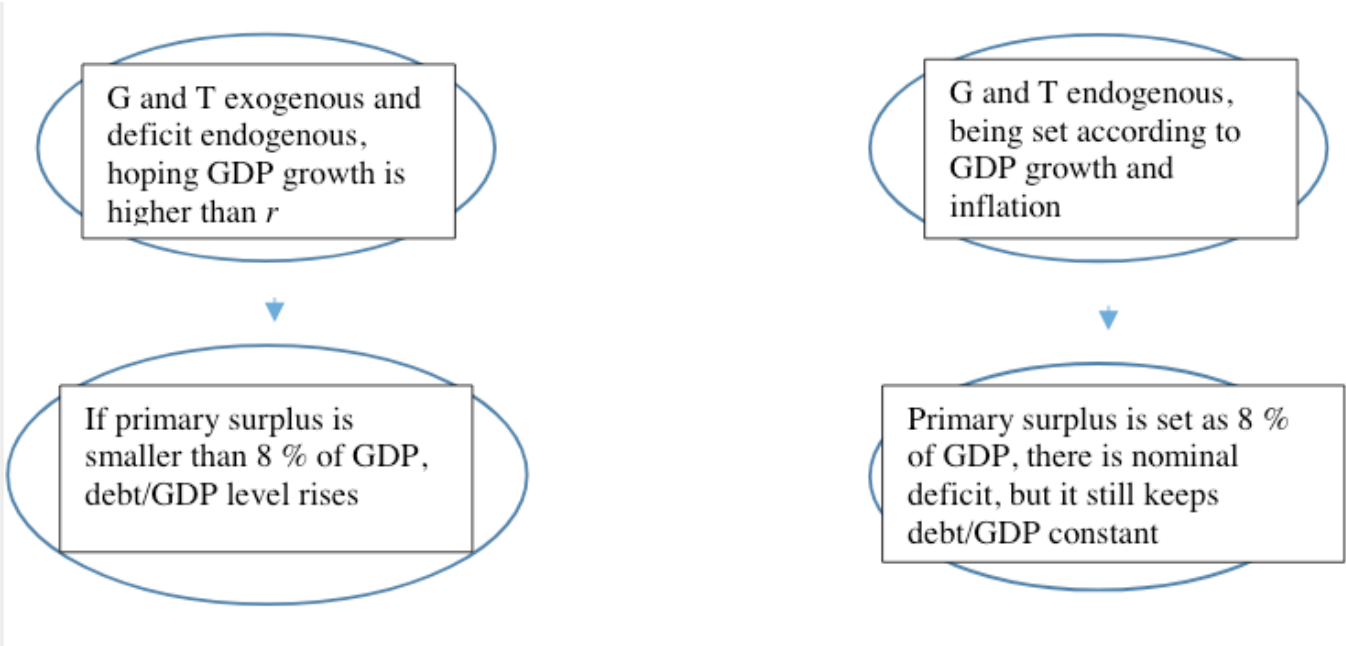 G and T exogenous and
deficit endogenous,
hoping GDP growth is
higher than r
If primary surplus is
smaller than 8 % of GDP,
debt/GDP level rises
G and T endogenous,
being set according to
GDP growth and
inflation
Primary surplus is set as 8 %
of GDP, there is nominal
deficit, but it still keeps
debt/GDP constant